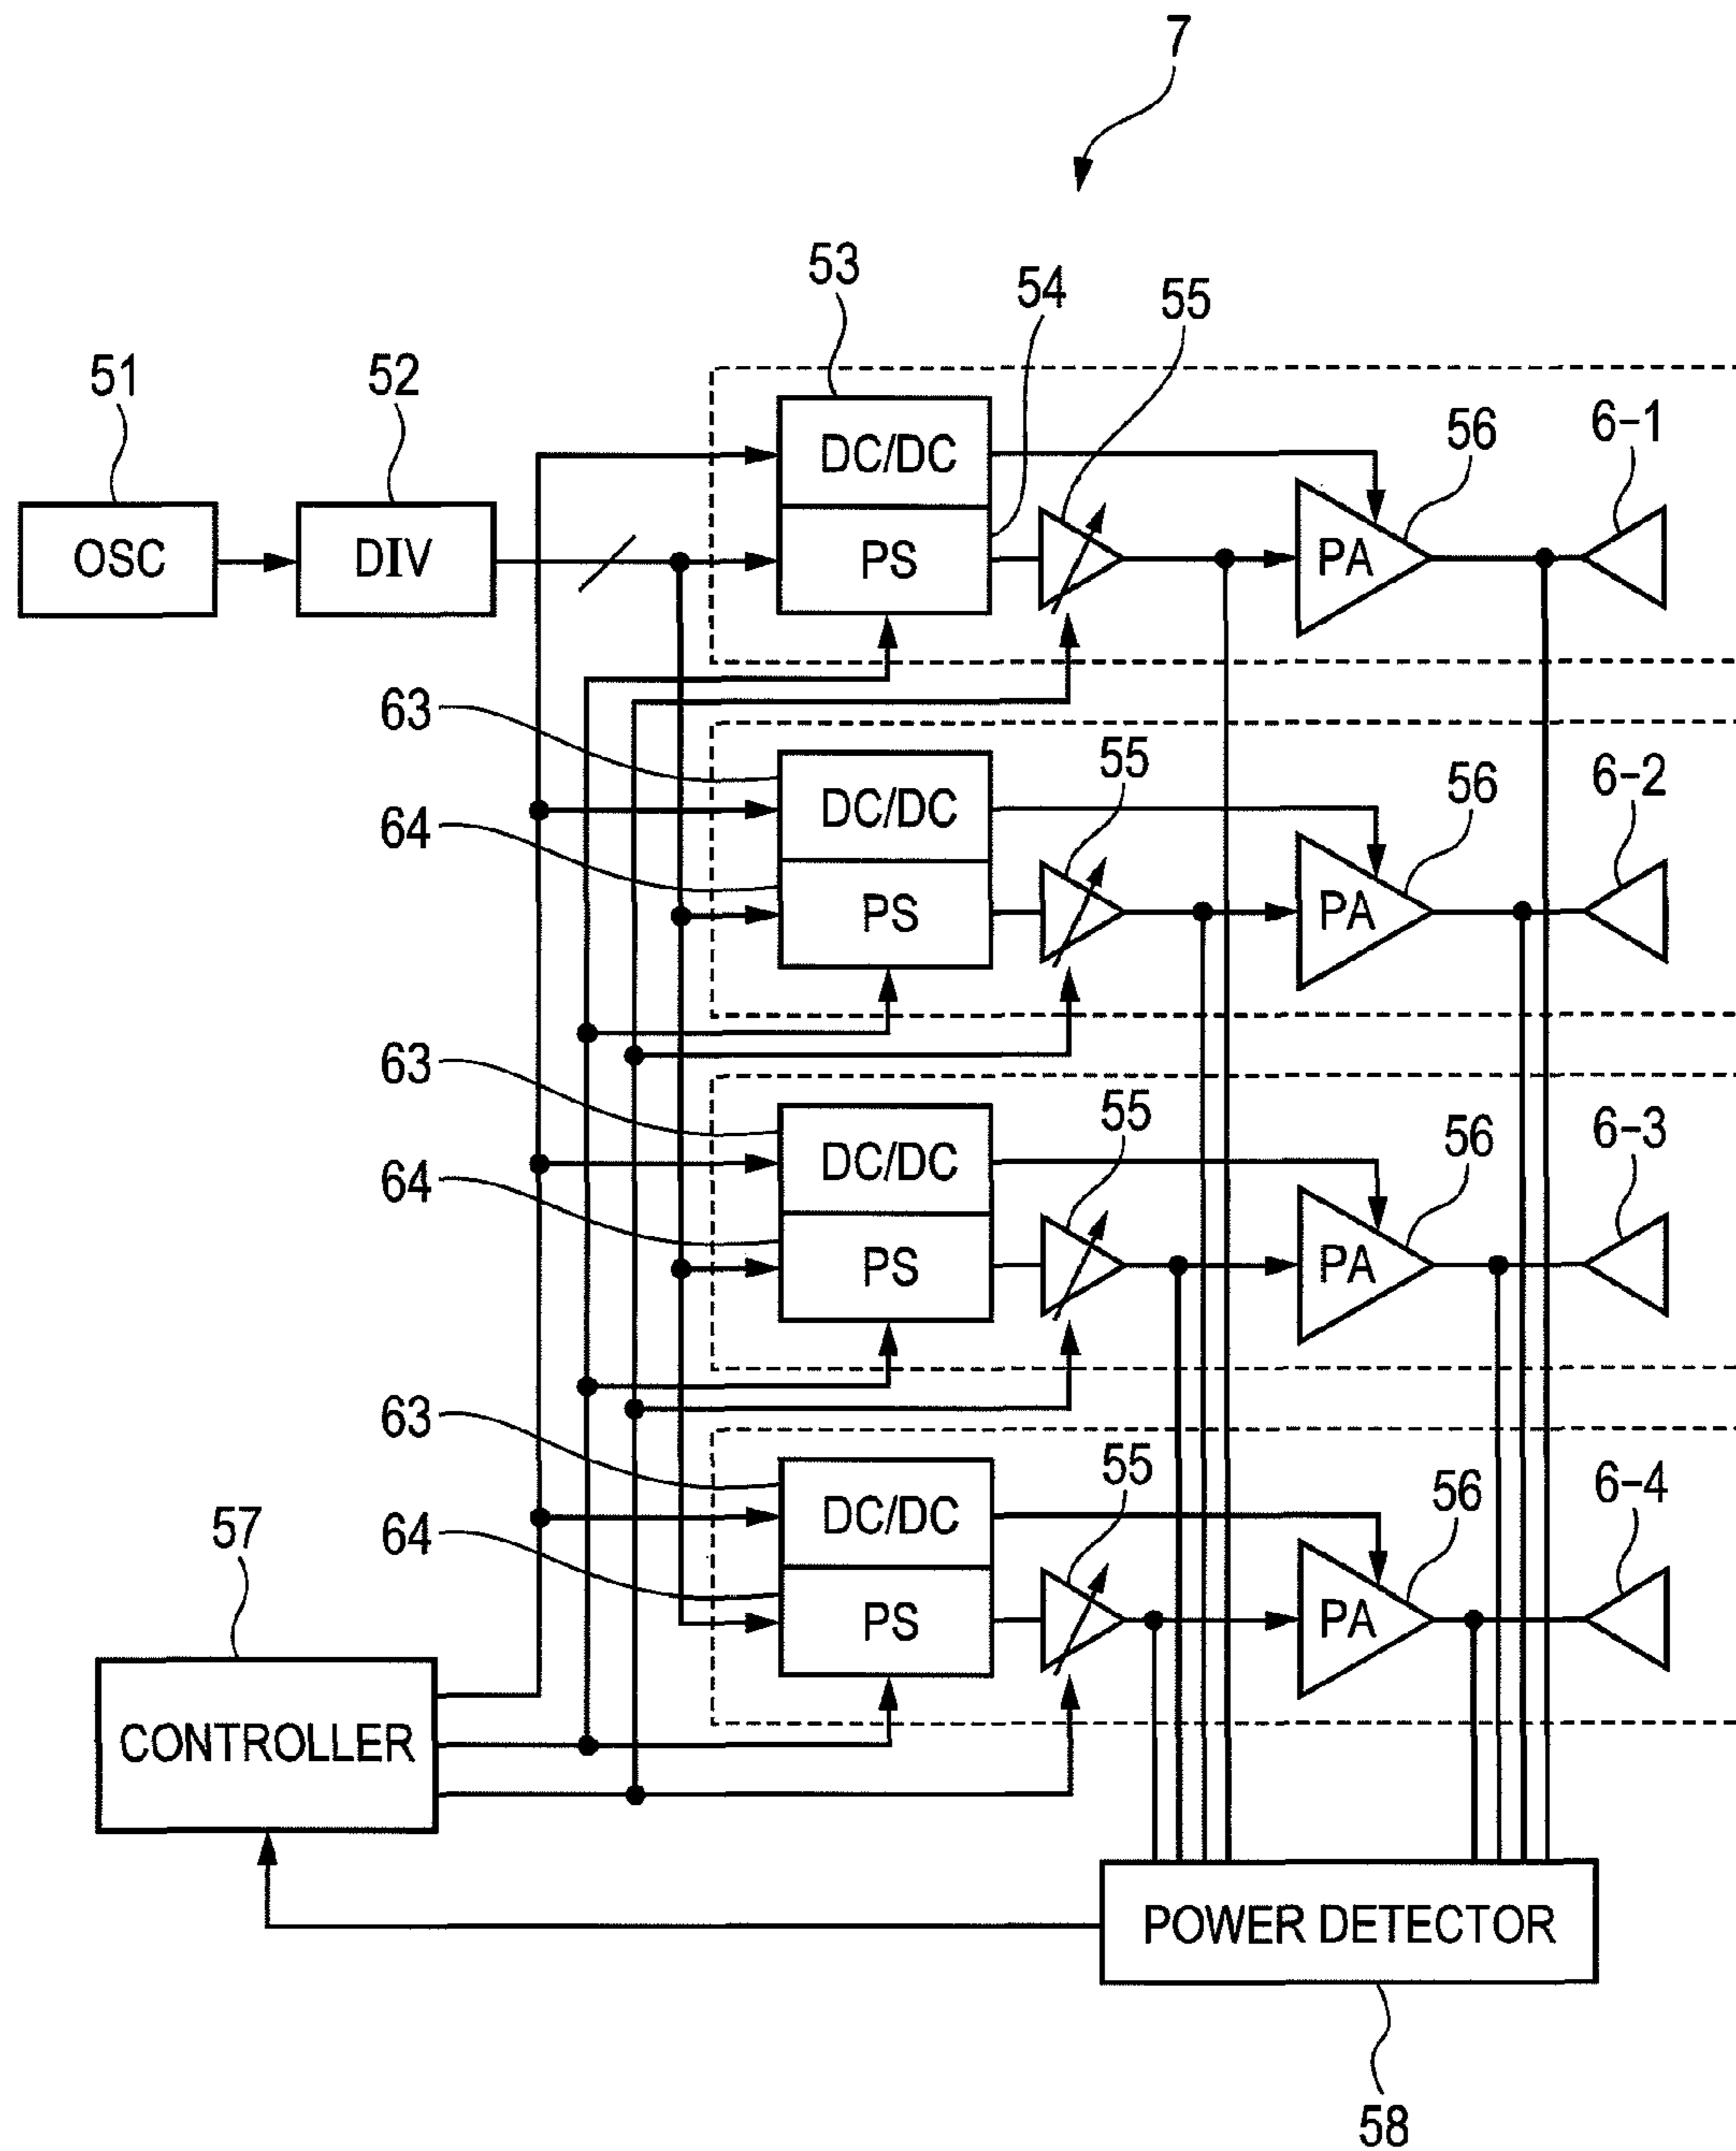 7
53
54
55
51
52
6-1
56
DC/DC
OSC
DIV
PS
PA
63
55
6-2
56
DC/DC
64
PS
PA
63
55
6-3
56
DC/DC
64
PS
PA
63
55
6-4
56
57
DC/DC
64
PS
PA
CONTROLLER
POWER DETECTOR
58